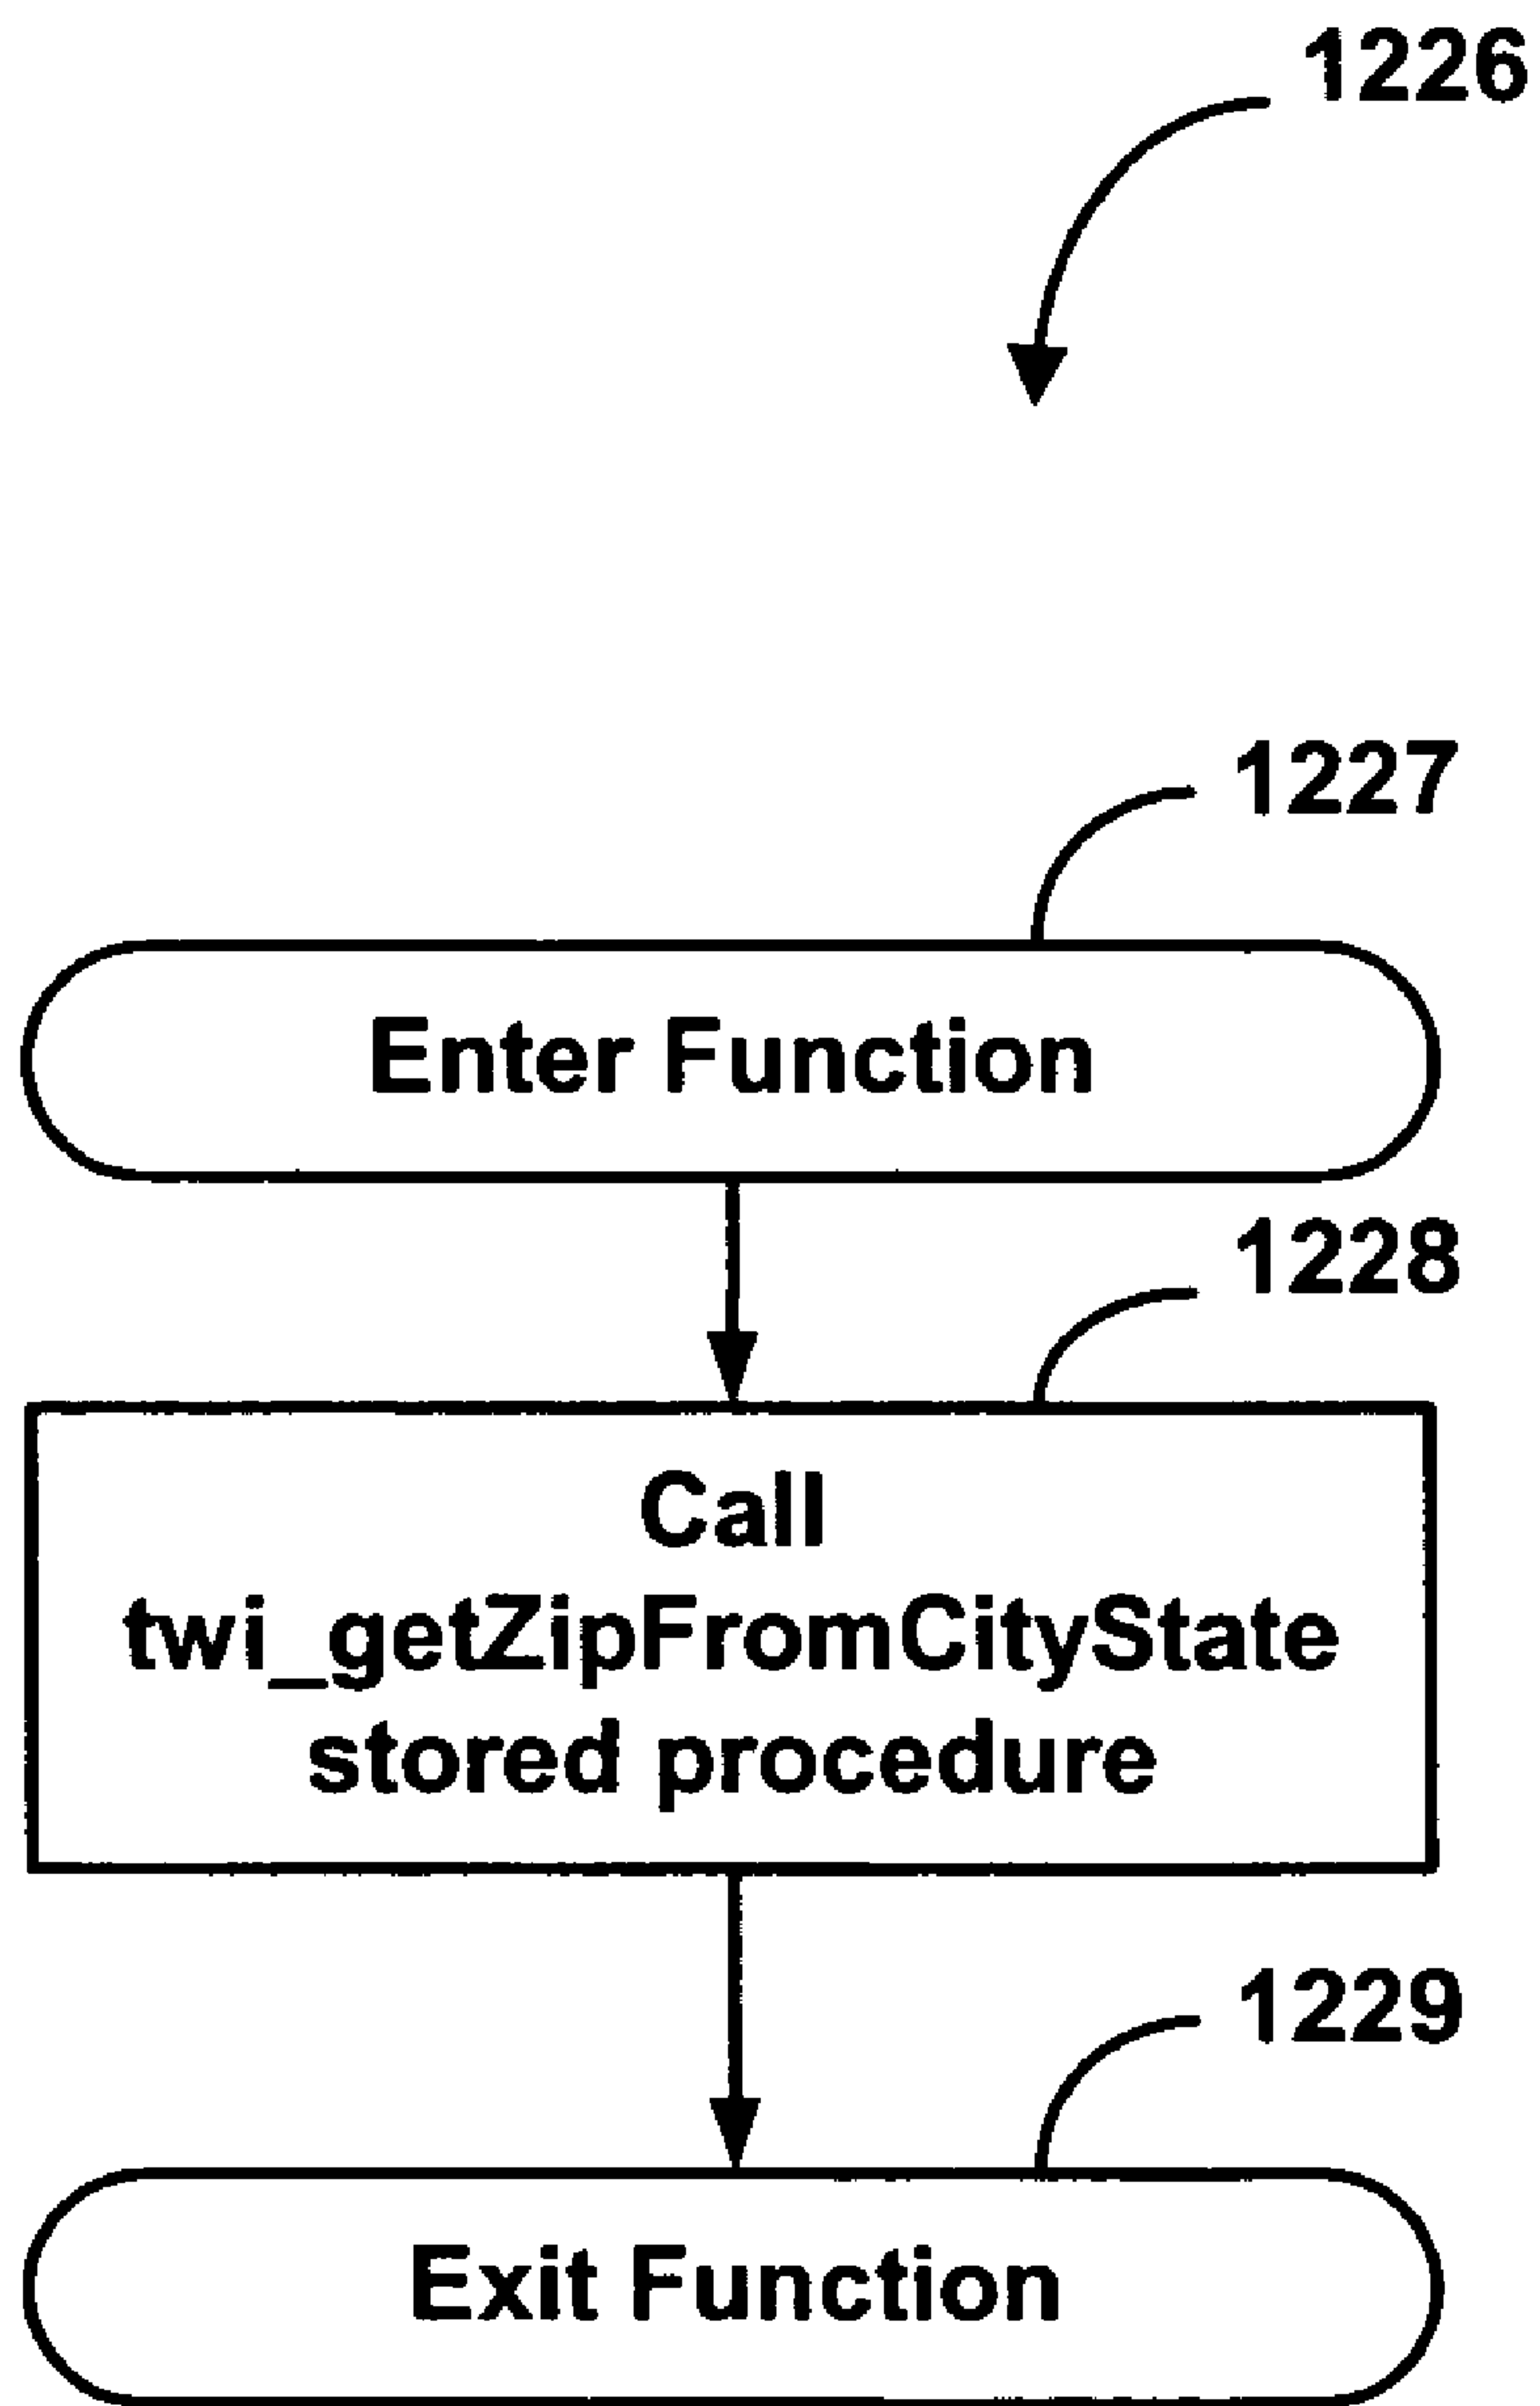 1226
1227
Enter Function
1228
Call
twi_getZipFromCityState
stored procedure
1229
Exit Function